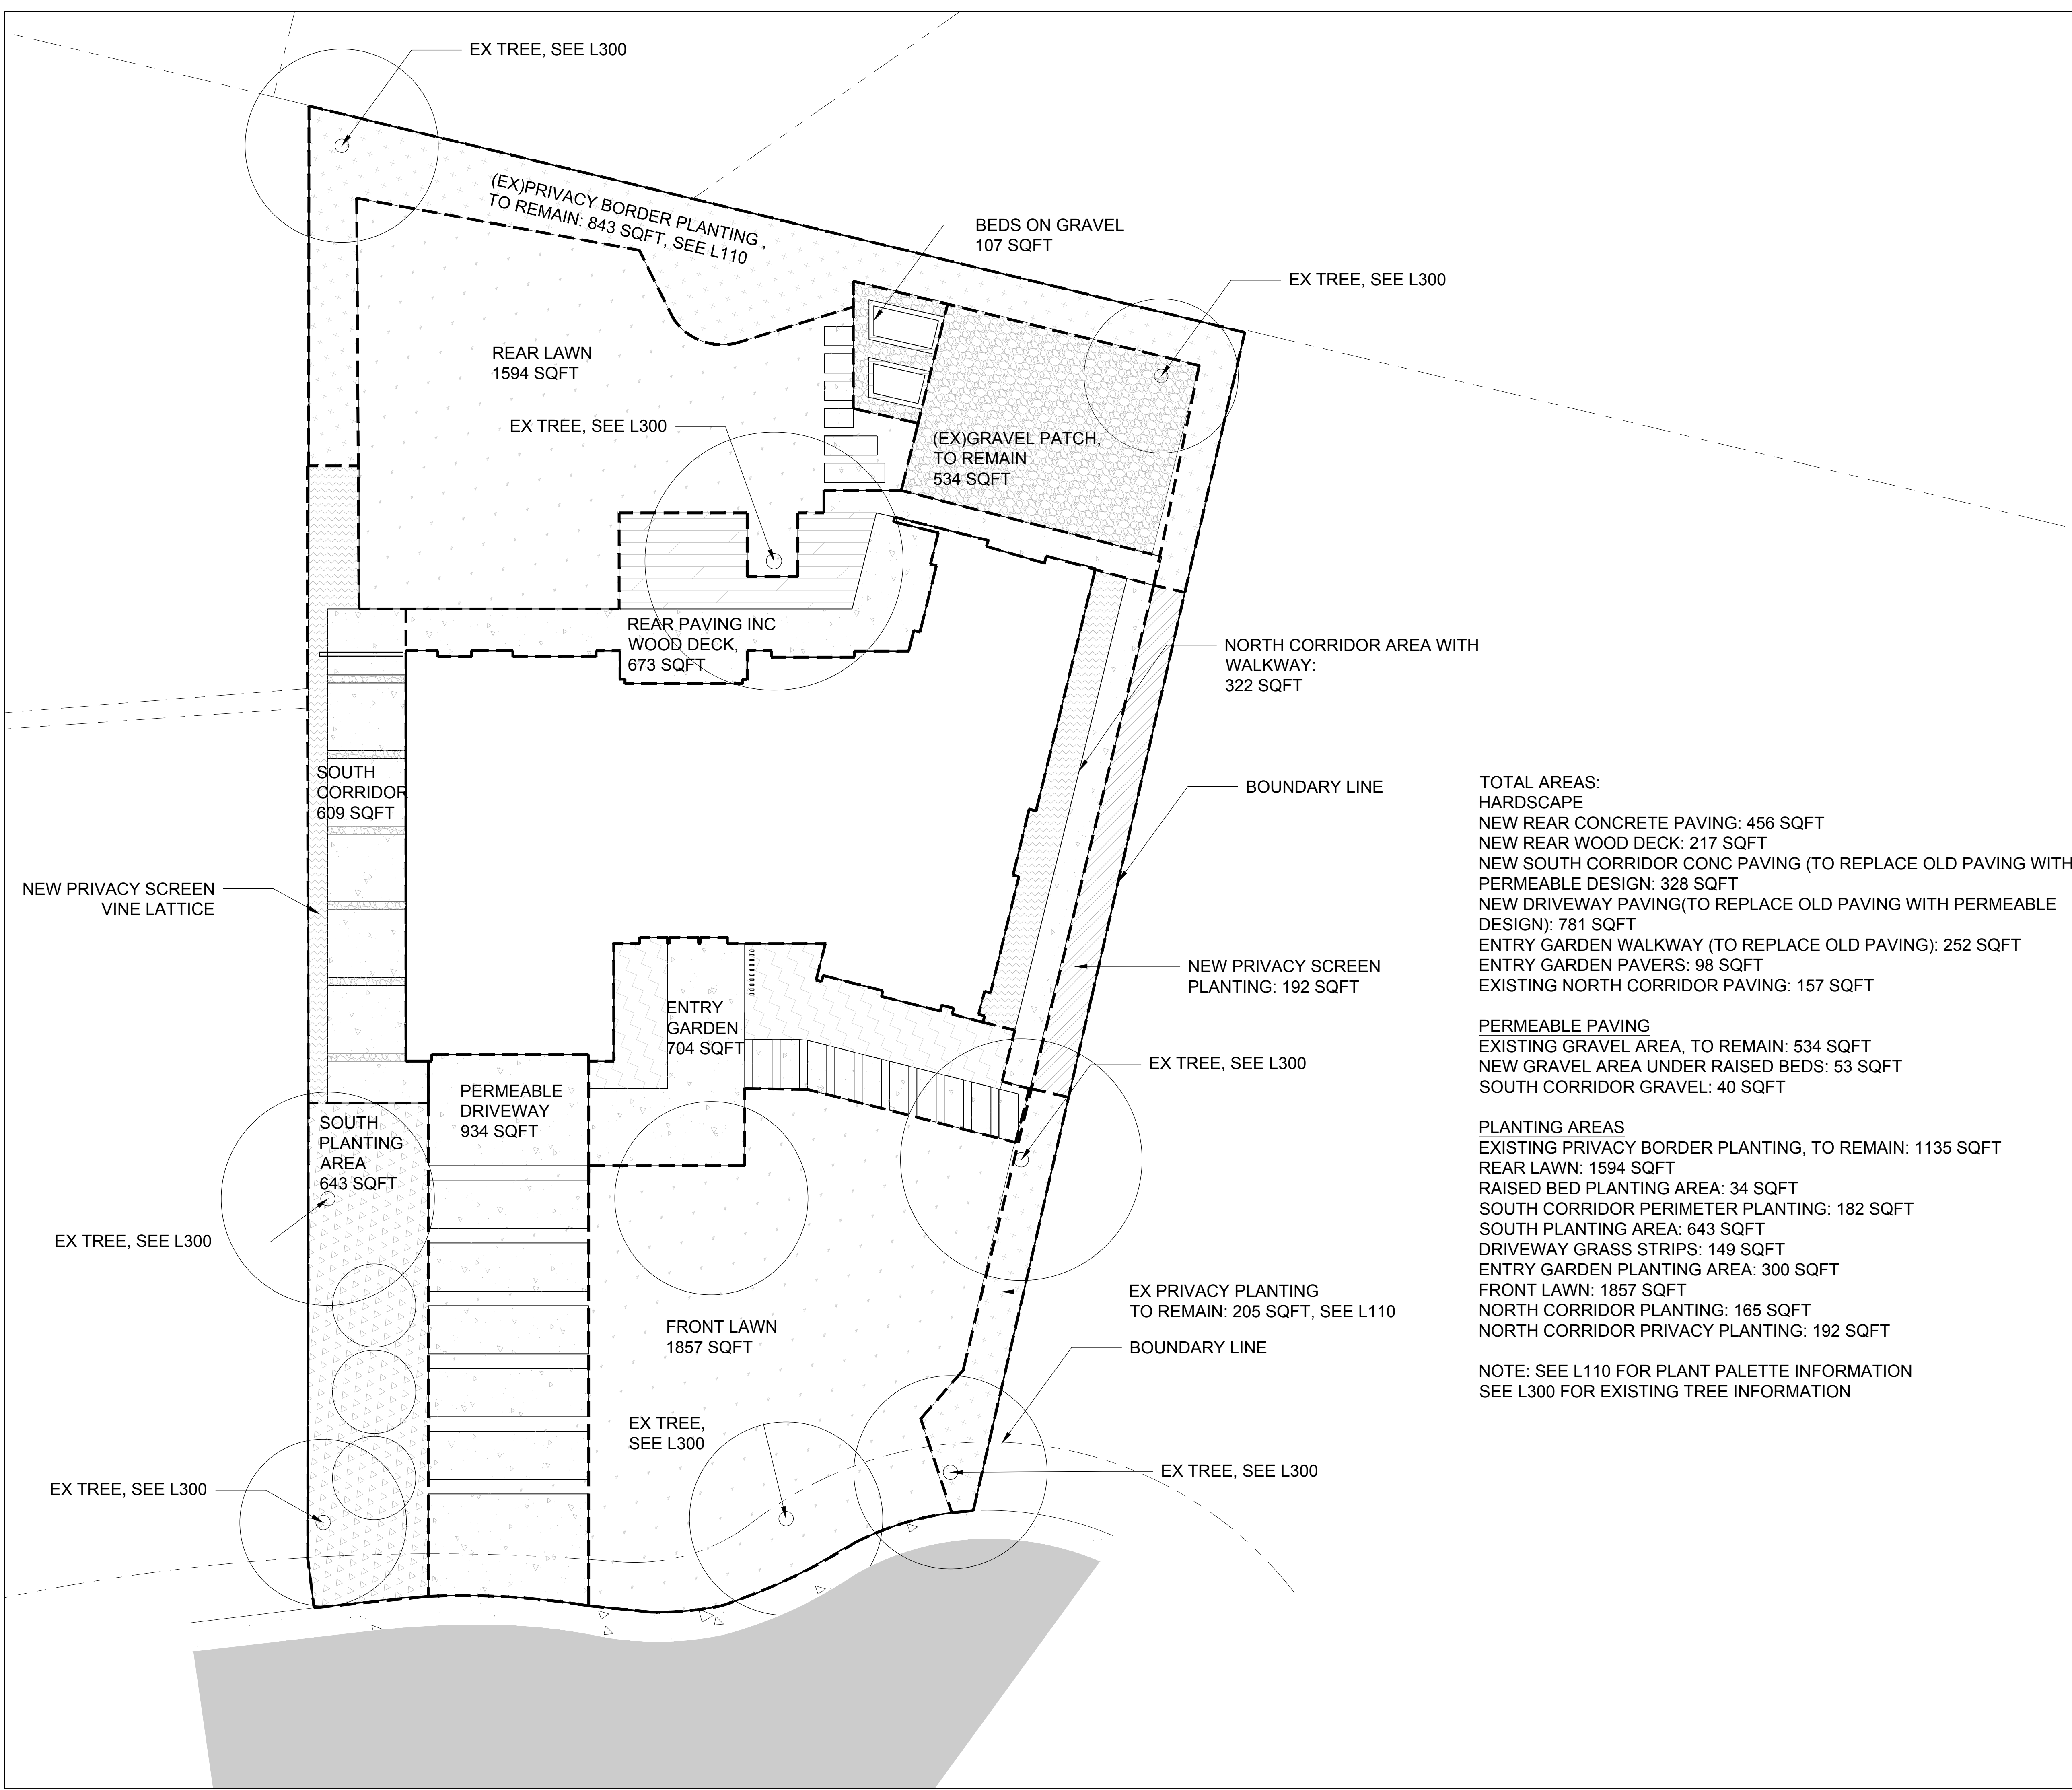 EX TREE, SEE L300
(EX)PRIVACY BORDER PLANTING ,
TO REMAIN: 843 SQFT, SEE L110
BEDS ON GRAVEL
107 SQFT
EX TREE, SEE L300
REAR LAWN
1594 SQFT
EX TREE, SEE L300
(EX)GRAVEL PATCH,
TO REMAIN
534 SQFT
REAR PAVING INC
WOOD DECK,
673 SQFT
NORTH CORRIDOR AREA WITH
WALKWAY:
322 SQFT
SOUTH
CORRIDOR
609 SQFT
BOUNDARY LINE
NEW PRIVACY SCREEN
VINE LATTICE
NEW PRIVACY SCREEN
PLANTING: 192 SQFT
ENTRY
GARDEN
704 SQFT
EX TREE, SEE L300
PERMEABLE
DRIVEWAY
934 SQFT
SOUTH
PLANTING
AREA
643 SQFT
EX TREE, SEE L300
EX PRIVACY PLANTING
TO REMAIN: 205 SQFT, SEE L110
FRONT LAWN
1857 SQFT
BOUNDARY LINE
EX TREE,
SEE L300
EX TREE, SEE L300
EX TREE, SEE L300
TOTAL AREAS:
HARDSCAPE
NEW REAR CONCRETE PAVING: 456 SQFT
NEW REAR WOOD DECK: 217 SQFT
NEW SOUTH CORRIDOR CONC PAVING (TO REPLACE OLD PAVING WITH
PERMEABLE DESIGN: 328 SQFT
NEW DRIVEWAY PAVING(TO REPLACE OLD PAVING WITH PERMEABLE
DESIGN): 781 SQFT
ENTRY GARDEN WALKWAY (TO REPLACE OLD PAVING): 252 SQFT
ENTRY GARDEN PAVERS: 98 SQFT
EXISTING NORTH CORRIDOR PAVING: 157 SQFT
PERMEABLE PAVING
EXISTING GRAVEL AREA, TO REMAIN: 534 SQFT
NEW GRAVEL AREA UNDER RAISED BEDS: 53 SQFT
SOUTH CORRIDOR GRAVEL: 40 SQFT
PLANTING AREAS
EXISTING PRIVACY BORDER PLANTING, TO REMAIN: 1135 SQFT
REAR LAWN: 1594 SQFT
RAISED BED PLANTING AREA: 34 SQFT
SOUTH CORRIDOR PERIMETER PLANTING: 182 SQFT
SOUTH PLANTING AREA: 643 SQFT
DRIVEWAY GRASS STRIPS: 149 SQFT
ENTRY GARDEN PLANTING AREA: 300 SQFT
FRONT LAWN: 1857 SQFT
NORTH CORRIDOR PLANTING: 165 SQFT
NORTH CORRIDOR PRIVACY PLANTING: 192 SQFT
NOTE: SEE L110 FOR PLANT PALETTE INFORMATION
SEE L300 FOR EXISTING TREE INFORMATION